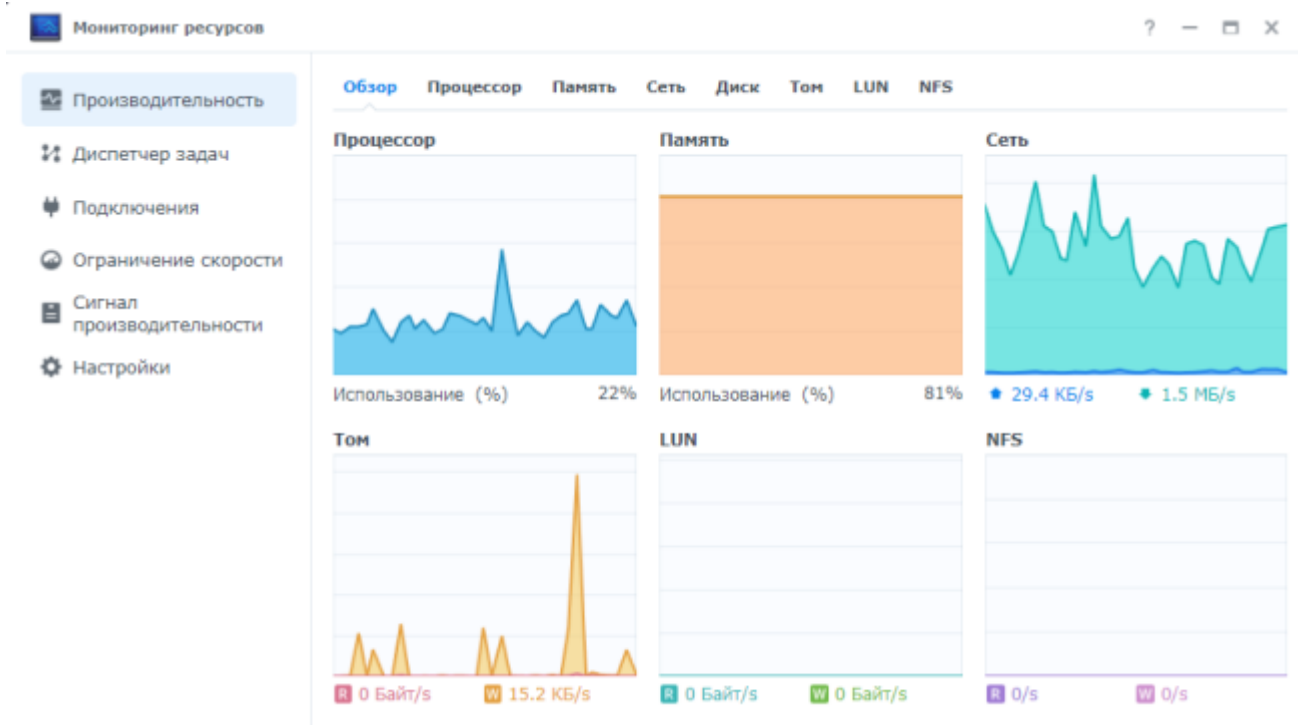 Мониторинг ресурсов
?
Производительность
Диспетчер задач
Подключения
Ограничение скорости
Сигнал
производительности
Настройки
Обзор Процессор Память Сеть Диск Том LUN NFS
Процессор
Использование (%) 22%
Память
Использование (%) 81%
Сеть
29.4 КБ/s 1.5 МБ/s
Том
R 0 Байт/s W 15.2 КБ/s
LUN
R 0 Байт/s W 0 Байт/s
NFS
R 0/s W 0/s